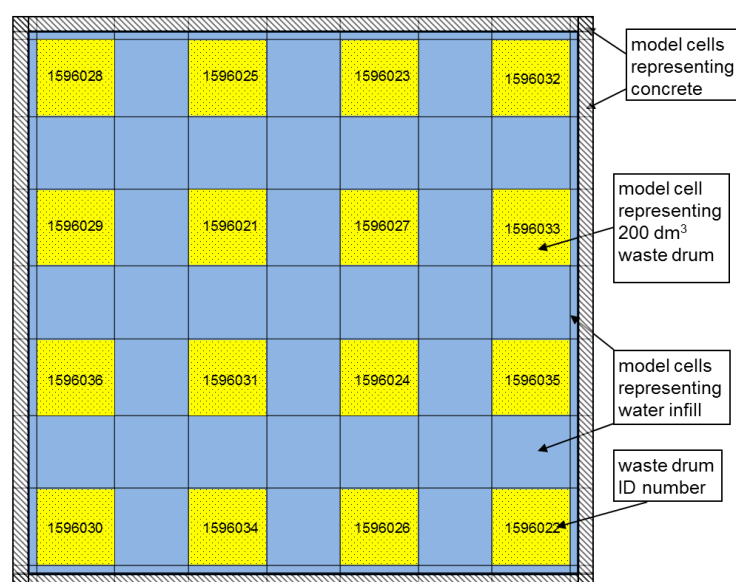 1596028 1596025 1596023 1596032
model cells
representing
concrete
1596029 1596021 1596027 1596033
model cell
representing
200 dm³
waste drum
1596036 1596031 1596024 1596035
model cells
representing
water infill
1596030 1596034 1596026 1596022
waste drum
ID number